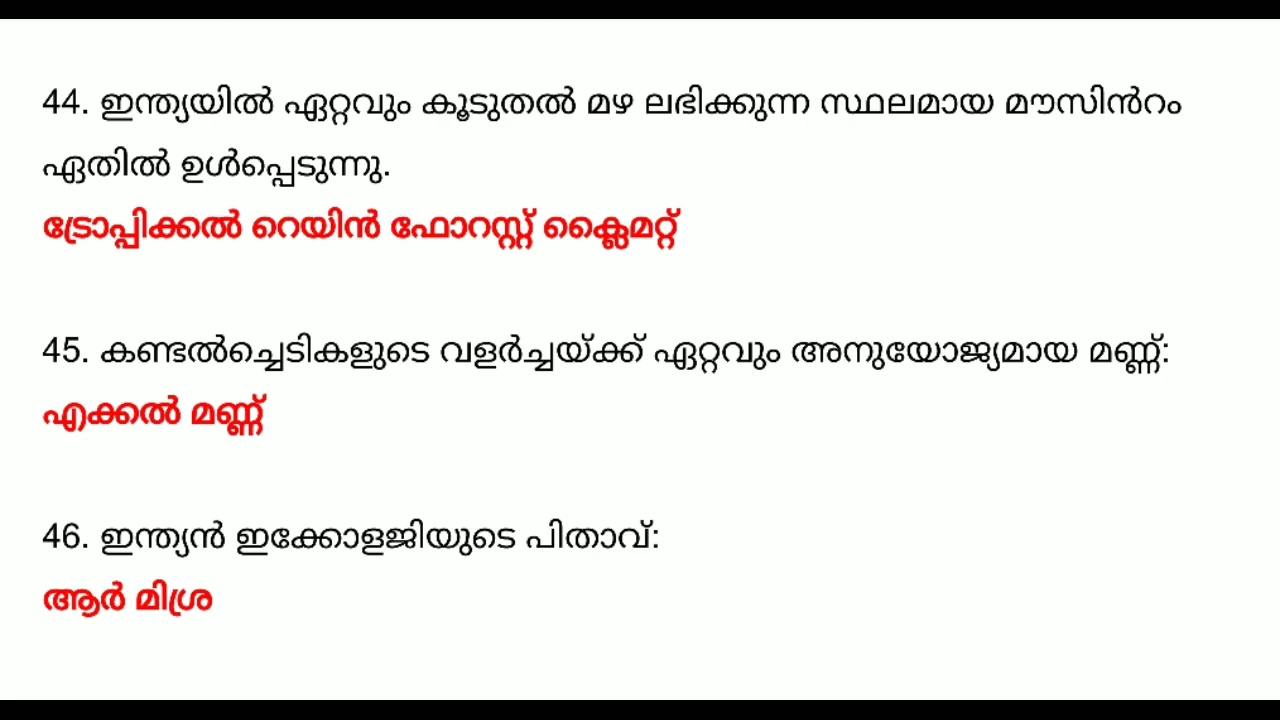 44. ഇന്ത്യയിൽ ഏറ്റവും കൂടുതൽ മഴ ലഭിക്കുന്ന സ്ഥലമായ മൗസിൻറം
ഏതിൽ ഉൾപ്പെടുന്നു.
ട്രോപ്പിക്കൽ റെയിൻ ഫോറസ്റ്റ് ക്ലൈമറ്റ്
45. കണ്ടൽച്ചെടികളുടെ വളർച്ചയ്ക്ക് ഏറ്റവും അനുയോജ്യമായ മണ്ണ്:
എക്കൽ മണ്ണ്
46. ഇന്ത്യൻ ഇക്കോളജിയുടെ പിതാവ്:
ആർ മിശ്ര